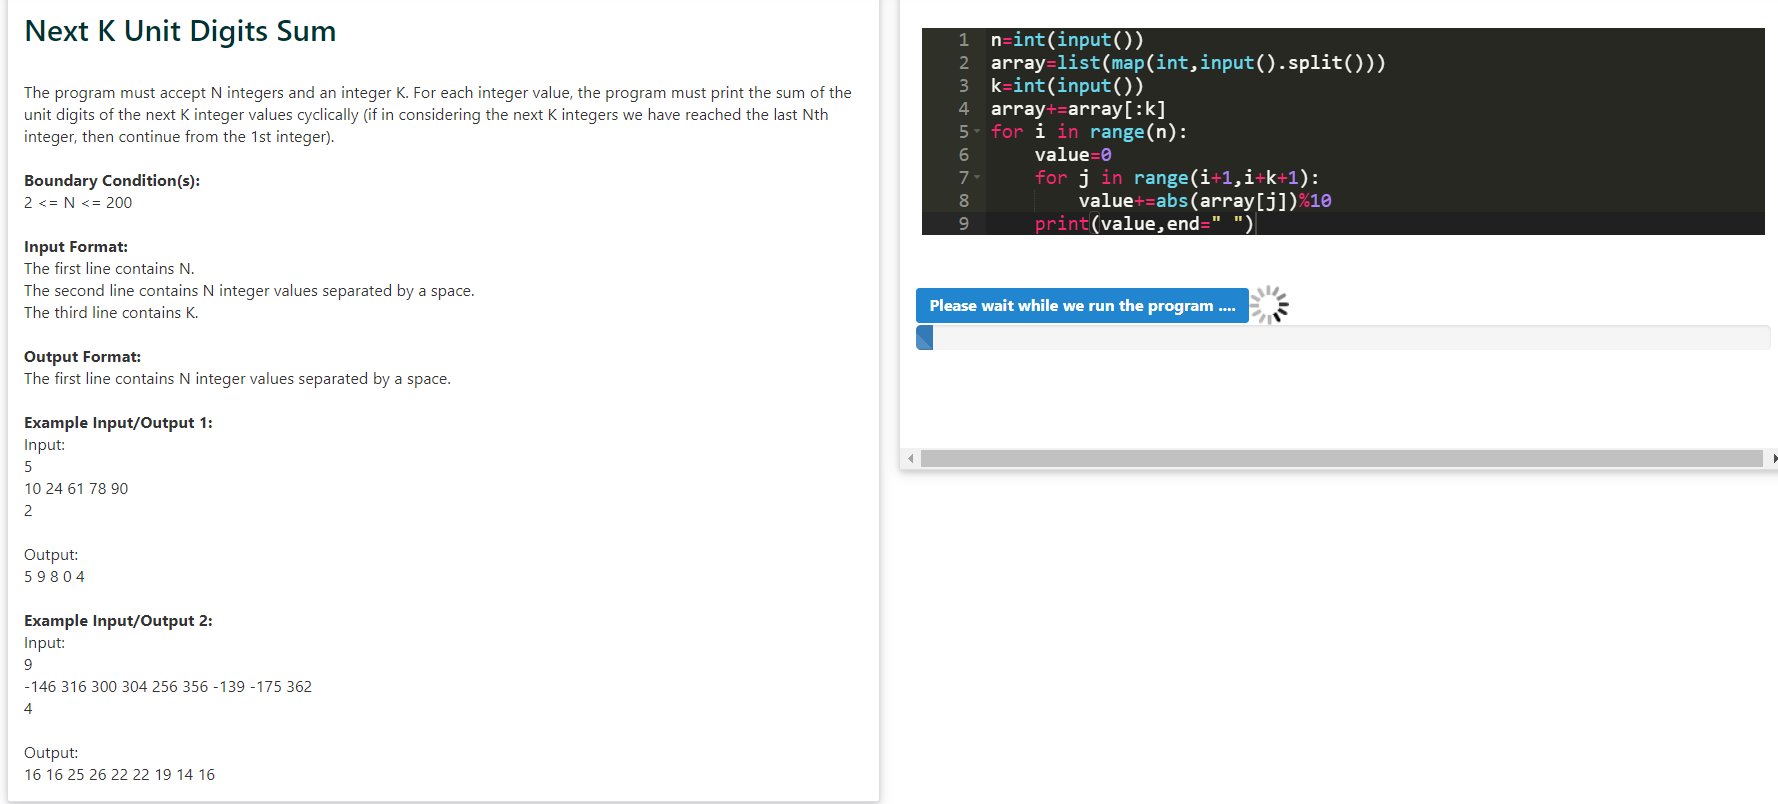 Next K Unit Digits Sum
The program must accept N integers and an integer K. For each integer value, the program must print the sum of the
unit digits of the next K integer values cyclically (if in considering the next K integers we have reached the last Nth
integer, then continue from the 1st integer).
Boundary Condition(s):
2 <= N <= 200
Input Format:
The first line contains N.
The second line contains N integer values separated by a space.
The third line contains K.
Output Format:
The first line contains N integer values separated by a space.
Example Input/Output 1:
Input:
5
10 24 61 78 90
2
Output:
5 9 8 0 4
Example Input/Output 2:
Input:
9
-146 316 300 304 256 356 -139 -175 362
4
Output:
16 16 25 26 22 22 19 14 16
1 n=int(input())
2 array=list(map(int,input().split()))
3 k=int(input())
4 array+=array[:k]
5 for i in range(n):
6     value=0
7     for j in range(i+1,i+k+1):
8         value+=abs(array[j])%10
9     print(value,end=" ")
Please wait while we run the program ....